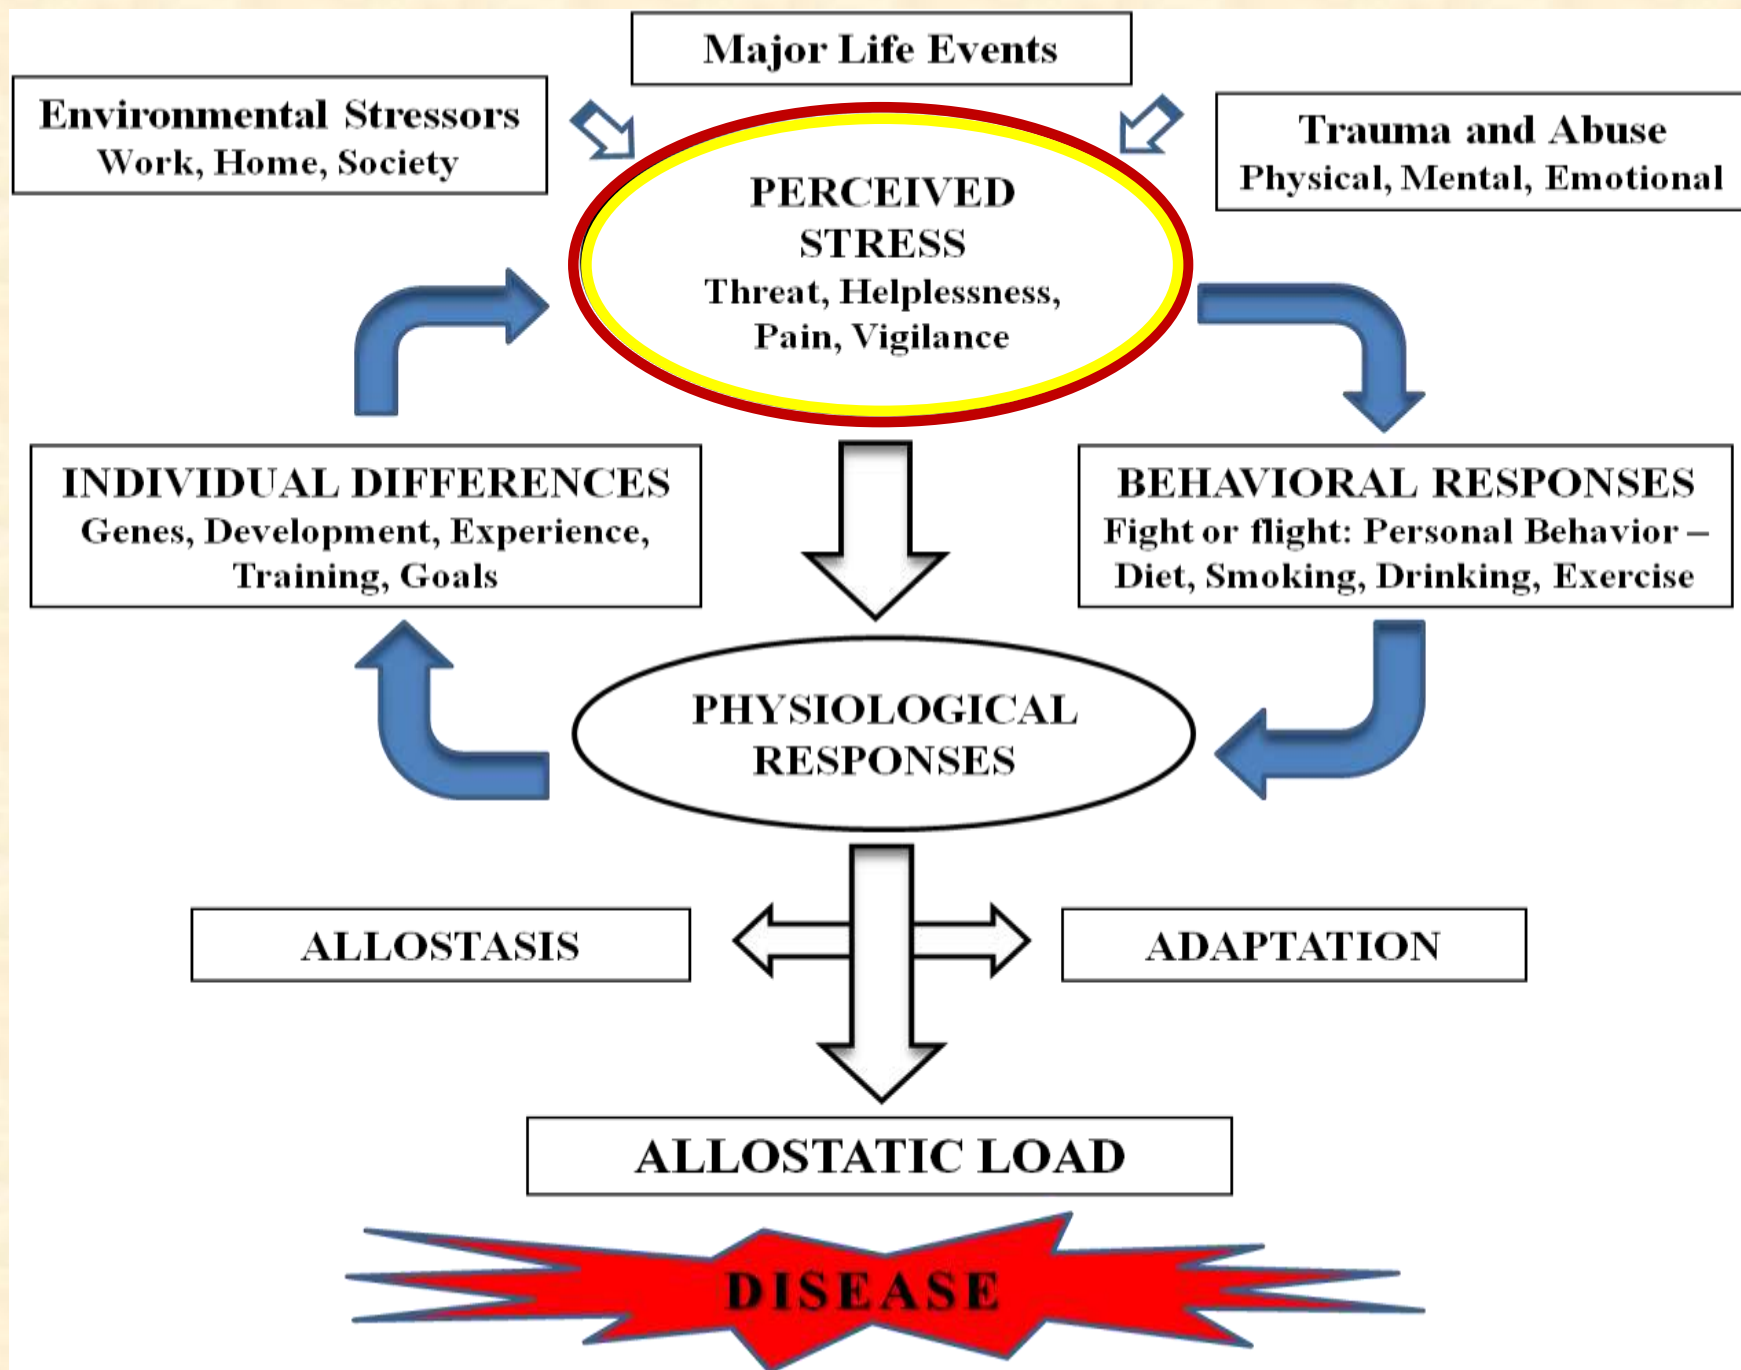 Major Life Events
Environmental Stressors
Work, Home, Society
Trauma and Abuse
Physical, Mental, Emotional
PERCEIVED
STRESS
Threat, Helplessness,
Pain, Vigilance
INDIVIDUAL DIFFERENCES
Genes, Development, Experience,
Training, Goals
BEHAVIORAL RESPONSES
Fight or flight: Personal Behavior –
Diet, Smoking, Drinking, Exercise
PHYSIOLOGICAL
RESPONSES
ALLOSTASIS
ADAPTATION
ALLOSTATIC LOAD
DISEASE